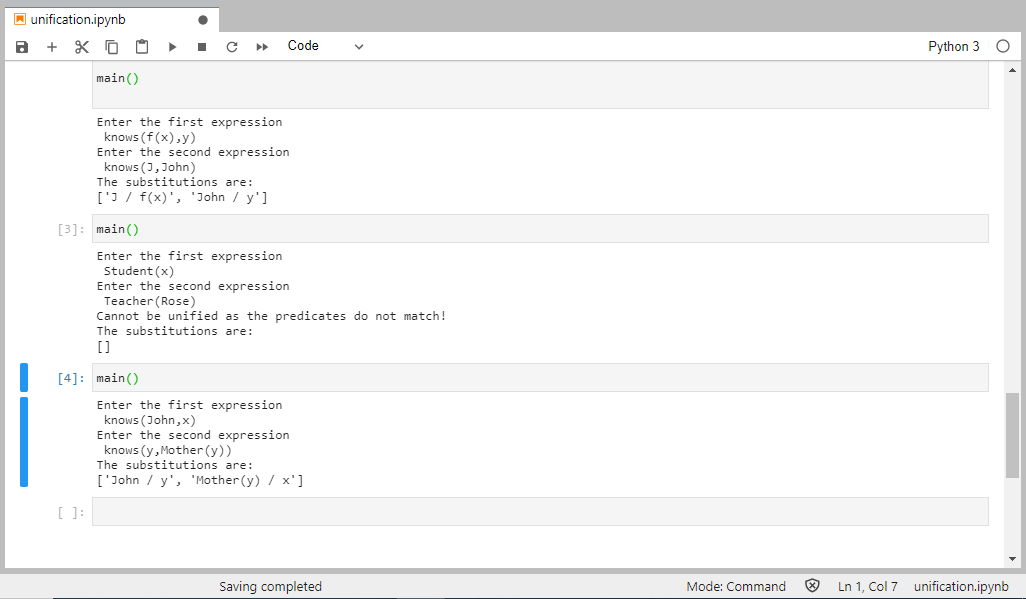 unification.ipynb
Code
Python 3
main()
Enter the first expression
knows(f(x),y)
Enter the second expression
knows(J,John)
The substitutions are:
['J / f(x)', 'John / y']
[3]: main()
Enter the first expression
Student(x)
Enter the second expression
Teacher(Rose)
Cannot be unified as the predicates do not match!
The substitutions are:
[]
[4]: main()
Enter the first expression
knows(John,x)
Enter the second expression
knows(y,Mother(y))
The substitutions are:
['John / y', 'Mother(y) / x']
[ ]:
Saving completed
Mode: Command
Ln 1, Col 7
unification.ipynb